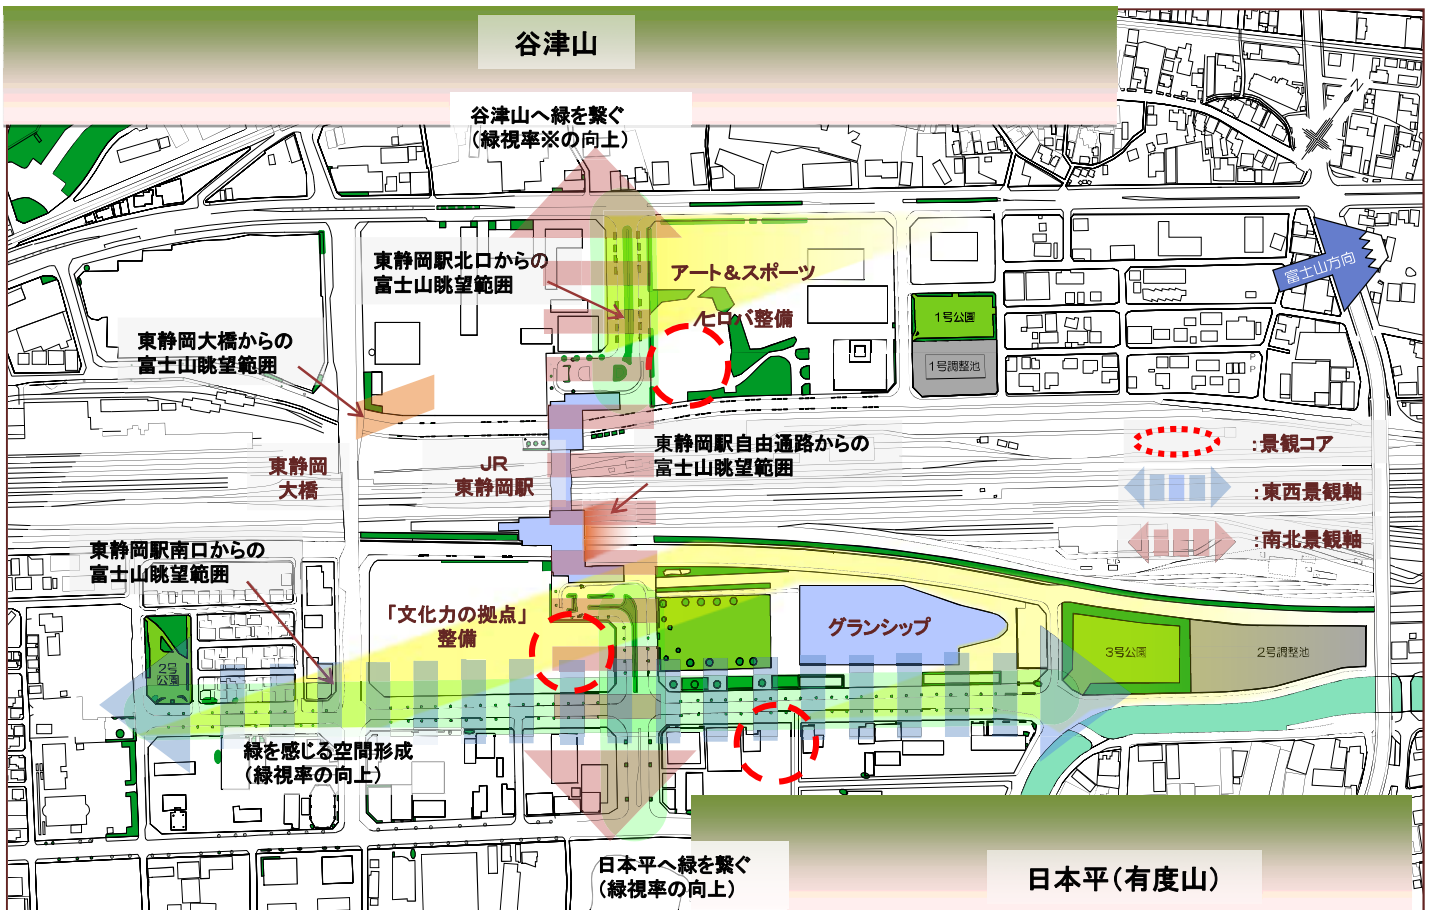 谷津山
谷津山へ緑を繋ぐ
（緑視率※の向上）
N
東静岡駅北口からの
富士山眺望範囲
アート＆スポーツ
/ヒロバ整備
富士山方向
1号公園
1号調整池
P
P
東静岡大橋からの
富士山眺望範囲
東静岡
大橋
JR
東静岡駅
東静岡駅自由通路からの
富士山眺望範囲
：景観コア
：東西景観軸
：南北景観軸
東静岡駅南口からの
富士山眺望範囲
「文化力の拠点」
整備
グランシップ
2号
公園
3号公園
2号調整池
緑を感じる空間形成
（緑視率の向上）
日本平へ緑を繋ぐ
（緑視率の向上）
日本平（有度山）